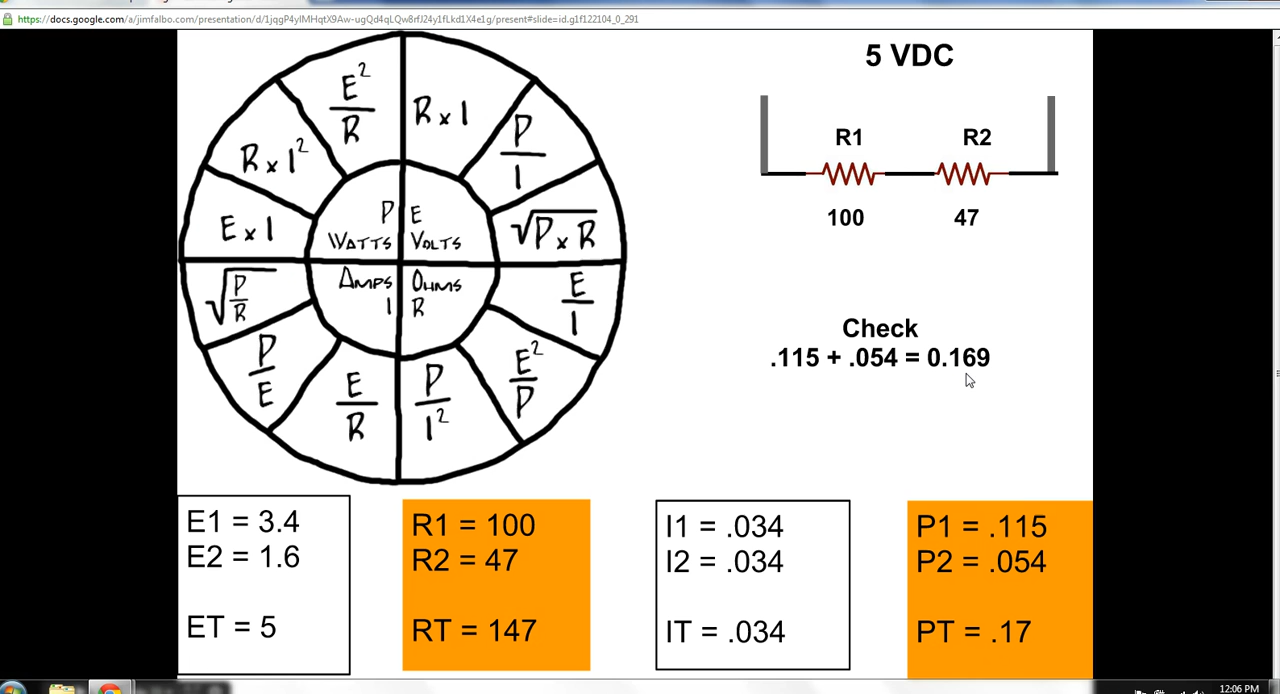 https://docs.google.com/a/jimfalbo.com/presentation/d/1jqgP4yIMHqtX9Aw-ugQd4qLQw8rfJ24y1fLkd1X4e1g/present#slide=id.g1f122104_0_291
5 VDC
R1 R2
100 47
Check
.115 + .054 = 0.169
E²/R
R x I
P/I
√P x R
E/I
E²/P
P/I²
E/R
P/E
√P/R
E x I
R x I²
P WATTS
E VOLTS
AMPS I
OHMS R
E1 = 3.4
E2 = 1.6
ET = 5
R1 = 100
R2 = 47
RT = 147
I1 = .034
I2 = .034
IT = .034
P1 = .115
P2 = .054
PT = .17
12:06 PM